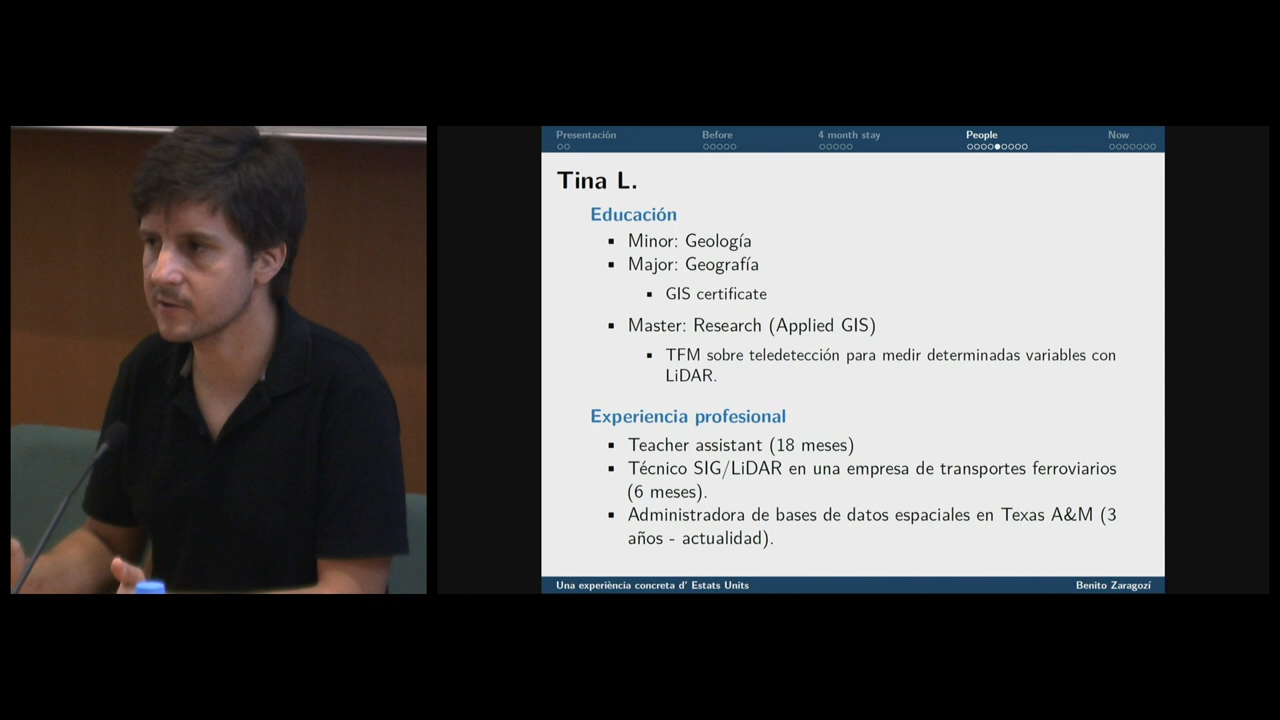 Presentación Before 4 month stay People Now
Tina L.
Educación
Minor: Geología
Major: Geografía
GIS certificate
Master: Research (Applied GIS)
TFM sobre teledetección para medir determinadas variables con
LiDAR.
Experiencia profesional
Teacher assistant (18 meses)
Técnico SIG/LiDAR en una empresa de transportes ferroviarios
(6 meses).
Administradora de bases de datos espaciales en Texas A&M (3
años - actualidad).
Una experiència concreta d' Estats Units Benito Zaragozí